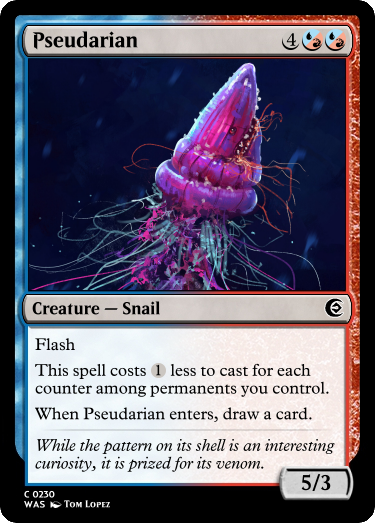 Pseudarian 4
Creature — Snail
Flash
This spell costs 1 less to cast for each
counter among permanents you control.
When Pseudarian enters, draw a card.
While the pattern on its shell is an interesting
curiosity, it is prized for its venom.
5/3
C 0230
WAS Tom Lopez